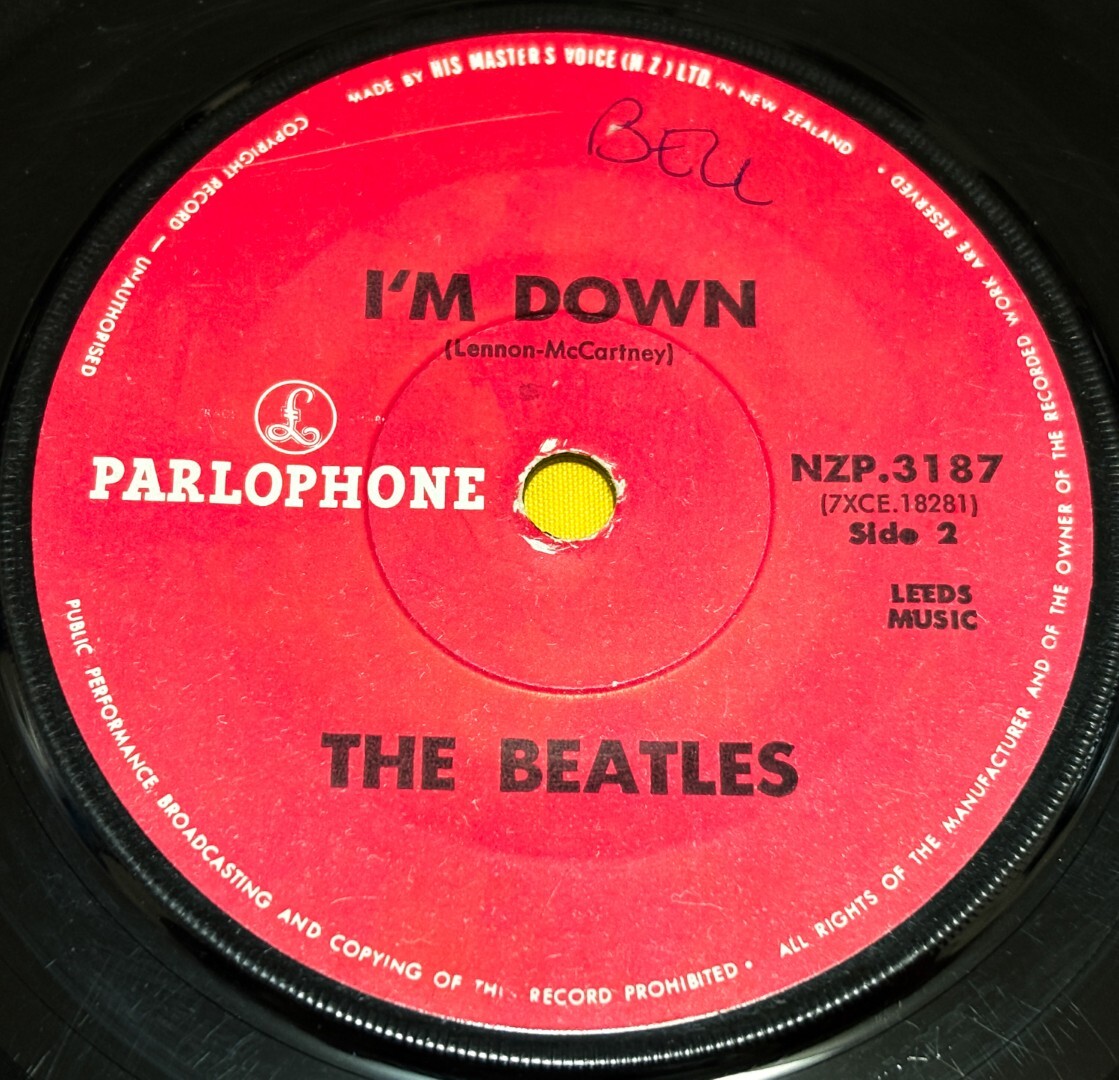 MADE BY HIS MASTER'S VOICE (N.Z.) LTD. IN NEW ZEALAND •
ALL RIGHTS OF THE MANUFACTURER AND OF THE OWNER OF THE RECORDED WORK ARE RESERVED •
COPYRIGHT RECORD — UNAUTHORISED
PUBLIC PERFORMANCE, BROADCASTING AND COPYING OF THIS RECORD PROHIBITED •
BELL
I'M DOWN
(Lennon-McCartney)
£
PARLOPHONE
NZP.3187
(7XCE.18281)
Side 2
LEEDS
MUSIC
THE BEATLES